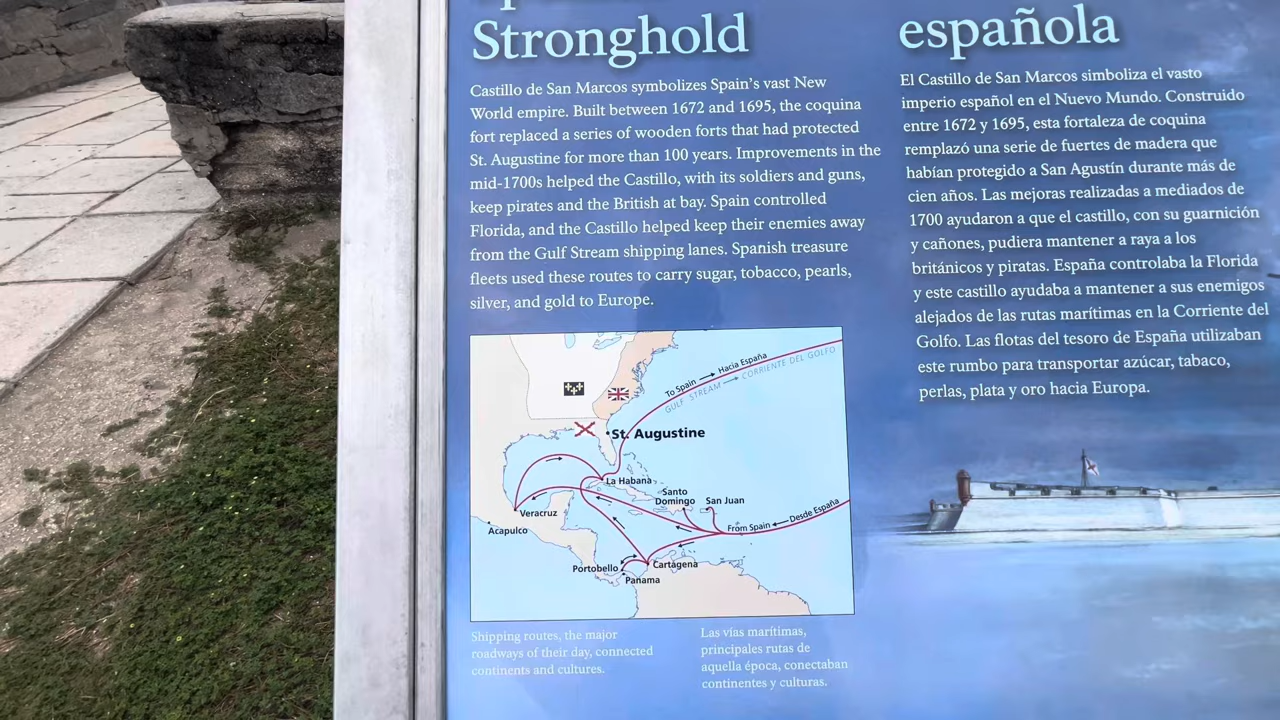 Stronghold
Castillo de San Marcos symbolizes Spain's vast New
World empire. Built between 1672 and 1695, the coquina
fort replaced a series of wooden forts that had protected
St. Augustine for more than 100 years. Improvements in the
mid-1700s helped the Castillo, with its soldiers and guns,
keep pirates and the British at bay. Spain controlled
Florida, and the Castillo helped keep their enemies away
from the Gulf Stream shipping lanes. Spanish treasure
fleets used these routes to carry sugar, tobacco, pearls,
silver, and gold to Europe.
To Spain Hacia España
GULF STREAM CORRIENTE DEL GOLFO
St. Augustine
La Habana
Santo
Domingo
San Juan
Veracruz
Acapulco
From Spain Desde España
Portobello
Cartagena
Panama
Shipping routes, the major
roadways of their day, connected
continents and cultures.
Las vías marítimas,
principales rutas de
aquella época, conectaban
continentes y culturas.
española
El Castillo de San Marcos simboliza el vasto
imperio español en el Nuevo Mundo. Construido
entre 1672 y 1695, esta fortaleza de coquina
remplazó una serie de fuertes de madera que
habían protegido a San Agustín durante más de
cien años. Las mejoras realizadas a mediados de
1700 ayudaron a que el castillo, con su guarnición
y cañones, pudiera mantener a raya a los
británicos y piratas. España controlaba la Florida
y este castillo ayudaba a mantener a sus enemigos
alejados de las rutas marítimas en la Corriente del
Golfo. Las flotas del tesoro de España utilizaban
este rumbo para transportar azúcar, tabaco,
perlas, plata y oro hacia Europa.